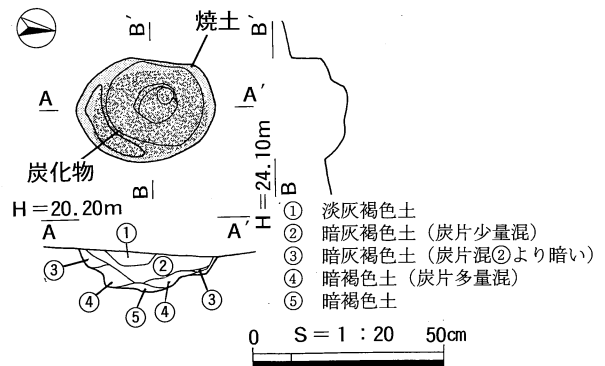 焼土
B′
B′
A
A′
炭化物
B
B
H＝24.10m
H＝20.20m
A
A′
①
②
③
③
④
④
⑤
① 淡灰褐色土
② 暗灰褐色土（炭片少量混）
③ 暗灰褐色土（炭片混②より暗い）
④ 暗褐色土（炭片多量混）
⑤ 暗褐色土
0 S＝1：20 50cm